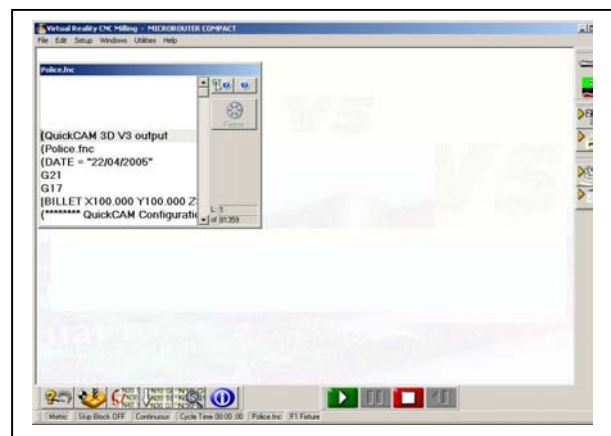 Virtual Reality CNC Milling - MICROROUTER COMPACT
File Edit Setup Windows Utilities Help
Police.fnc
(QuickCAM 3D V3 output
(Police.fnc
(DATE = "22/04/2005"
G21
G17
[BILLET X100.000 Y100.000 Z
(******** QuickCAM Configuratio
L: 1
of 81359
V5
V5
Metric Skip Block OFF Continuous Cycle Time 00:00:00 Police.fnc F1 Fixture